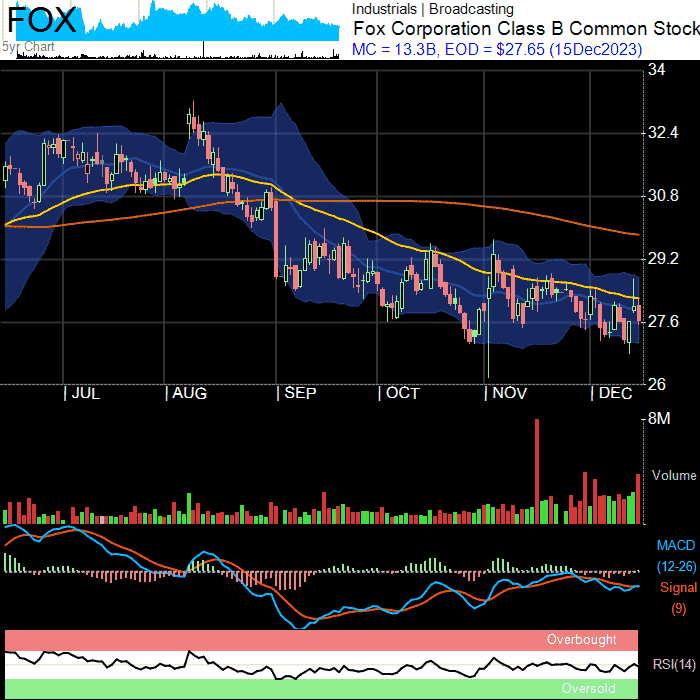 FOX
5yr Chart
Industrials | Broadcasting
Fox Corporation Class B Common Stock
MC = 13.3B, EOD = $27.65 (15Dec2023)
34
32.4
30.8
29.2
27.6
26
| JUL | AUG | SEP | OCT | NOV | DEC
8M
Volume
MACD
(12-26)
Signal
(9)
Overbought
RSI(14)
Oversold